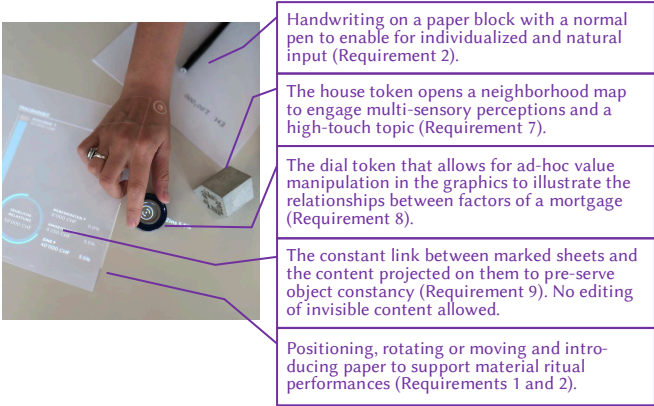 Handwriting on a paper block with a normal
pen to enable for individualized and natural
input (Requirement 2).
The house token opens a neighborhood map
to engage multi-sensory perceptions and a
high-touch topic (Requirement 7).
The dial token that allows for ad-hoc value
manipulation in the graphics to illustrate the
relationships between factors of a mortgage
(Requirement 8).
The constant link between marked sheets and
the content projected on them to pre-serve
object constancy (Requirement 9). No editing
of invisible content allowed.
Positioning, rotating or moving and intro-
ducing paper to support material ritual
performances (Requirements 1 and 2).